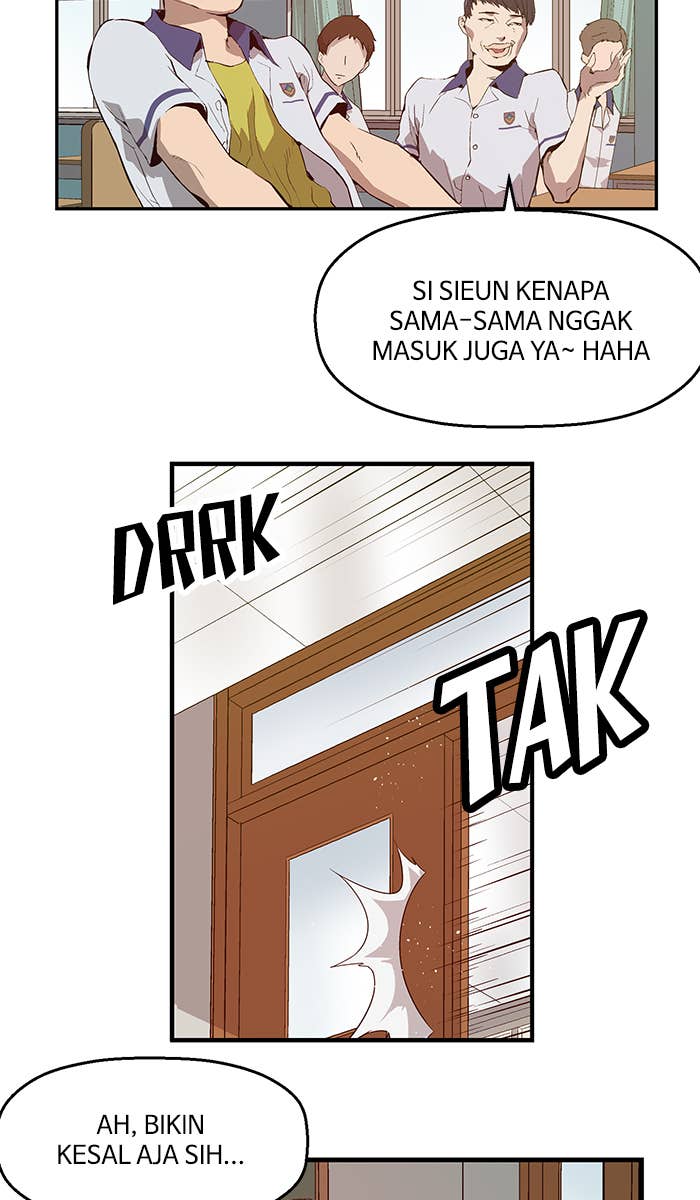 SI SIEUN KENAPA
SAMA-SAMA NGGAK
MASUK JUGA YA~ HAHA
DRRK
TAK
AH, BIKIN
KESAL AJA SIH...